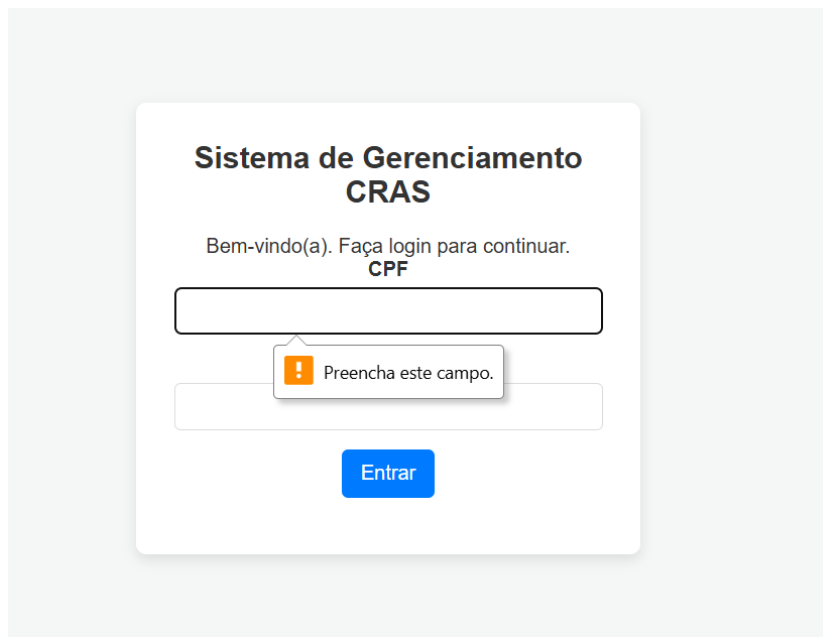 Sistema de Gerenciamento
CRAS
Bem-vindo(a). Faça login para continuar.
CPF
Preencha este campo.
Entrar